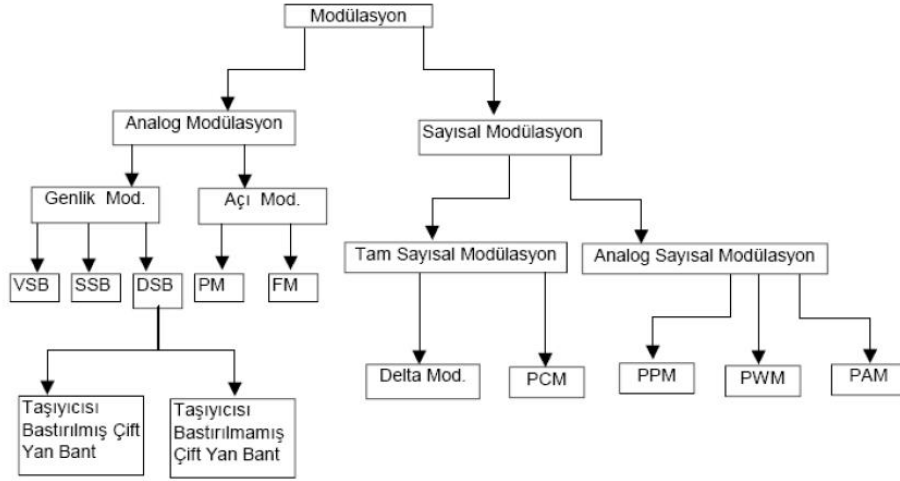 Modülasyon
Analog Modülasyon
Sayısal Modülasyon
Genlik Mod.
Açı Mod.
Tam Sayısal Modülasyon
Analog Sayısal Modülasyon
VSB
SSB
DSB
PM
FM
Delta Mod.
PCM
PPM
PWM
PAM
Taşıyıcısı
Bastırılmış Çift
Yan Bant
Taşıyıcısı
Bastırılmamış
Çift Yan Bant